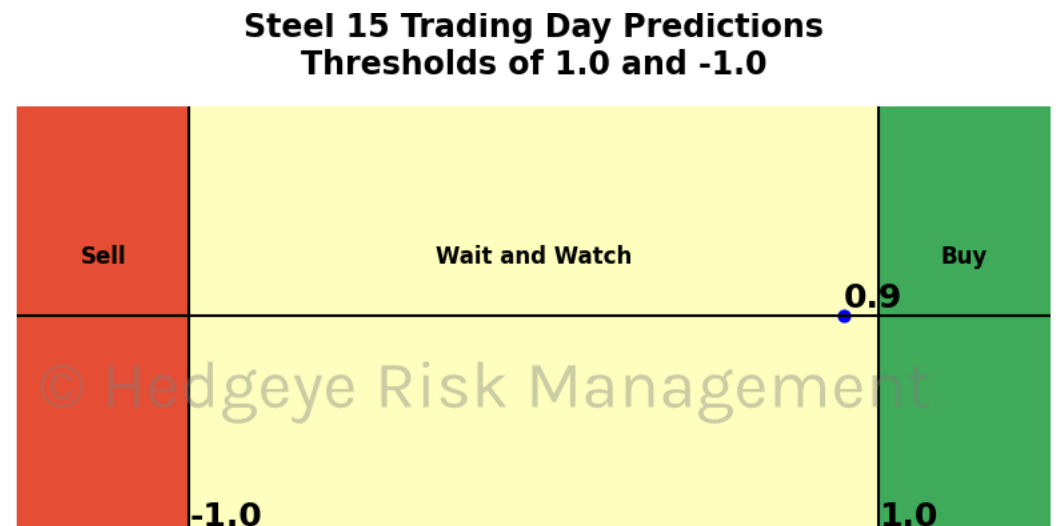 Steel 15 Trading Day Predictions
Thresholds of 1.0 and -1.0
Sell
Wait and Watch
Buy
0.9
© Hedgeye Risk Management
-1.0
1.0